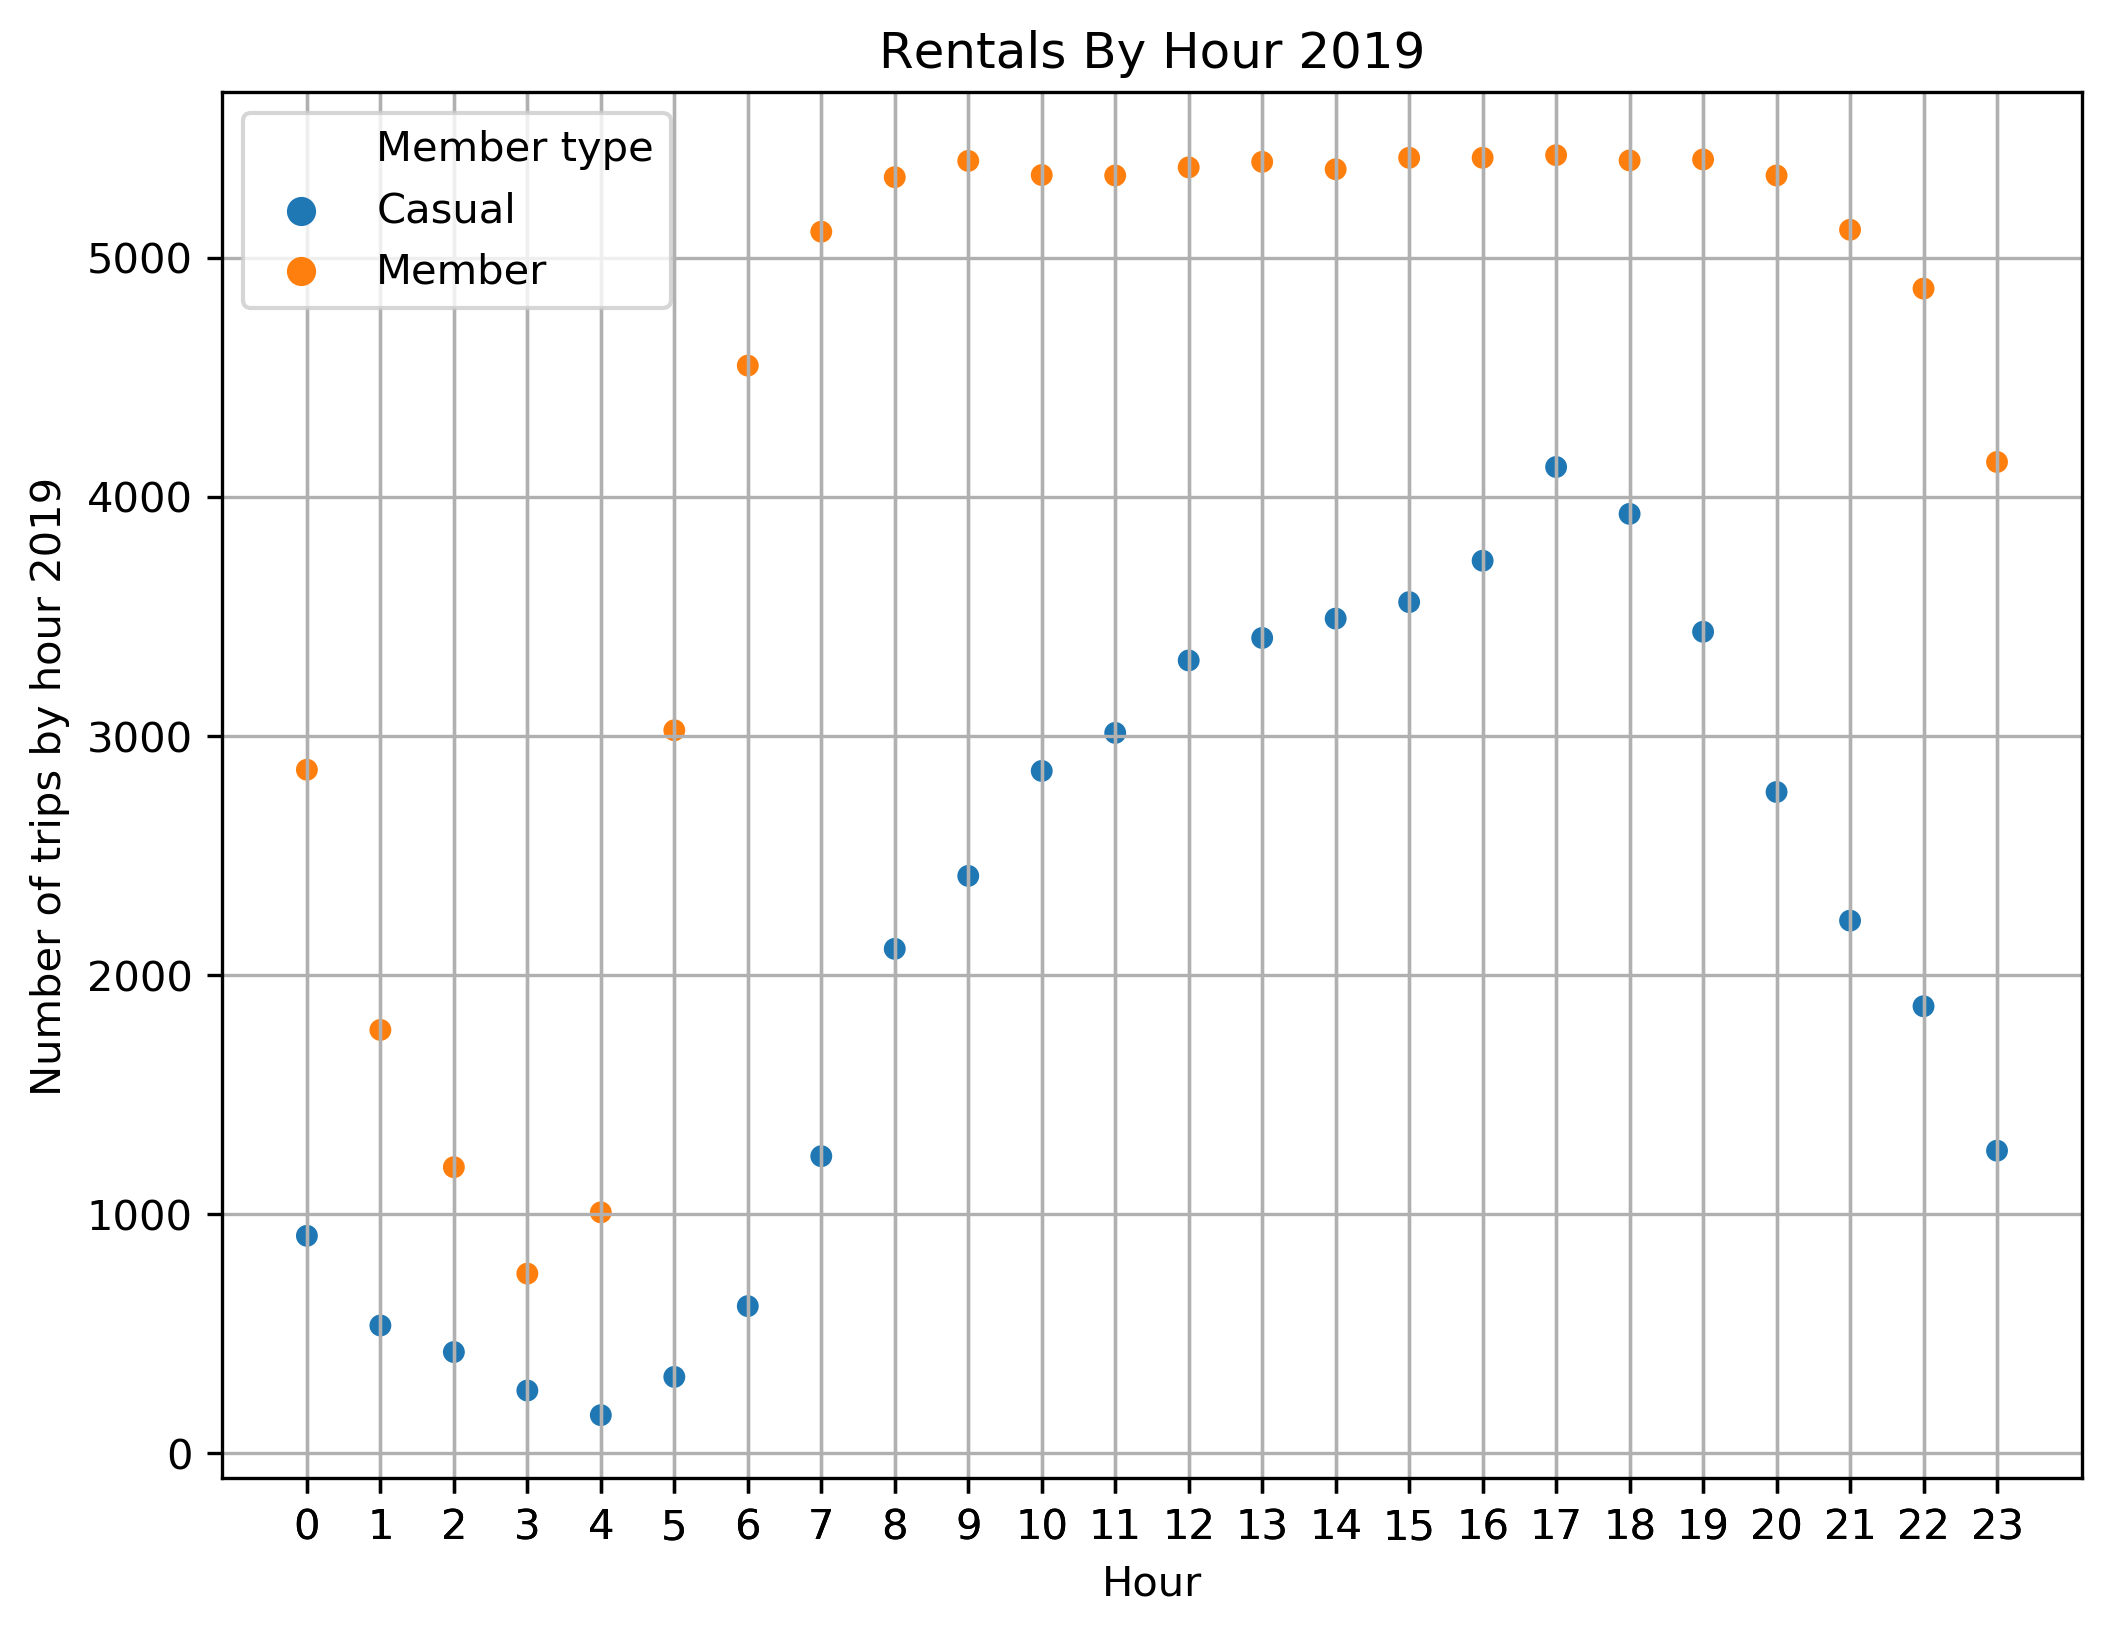 Rentals By Hour 2019
Member type
Casual
Member
Number of trips by hour 2019
5000
4000
3000
2000
1000
0
0 1 2 3 4 5 6 7 8 9 10 11 12 13 14 15 16 17 18 19 20 21 22 23
Hour